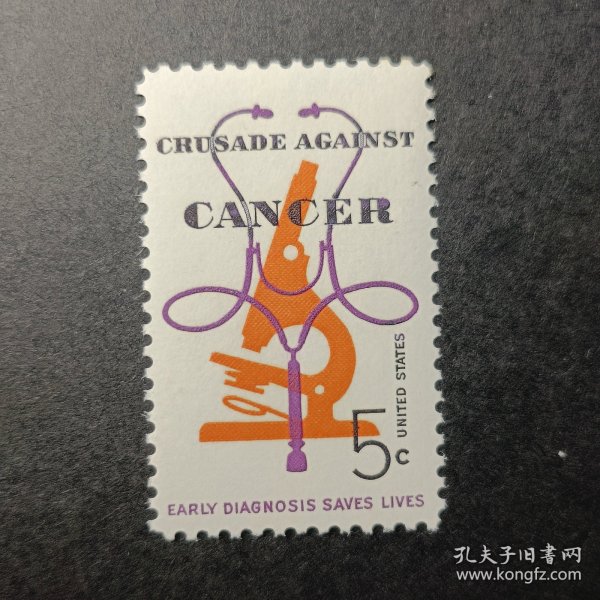 CRUSADE AGAINST
CANCER
5c
UNITED STATES
EARLY DIAGNOSIS SAVES LIVES
孔夫子旧书网
www.kongfz.com